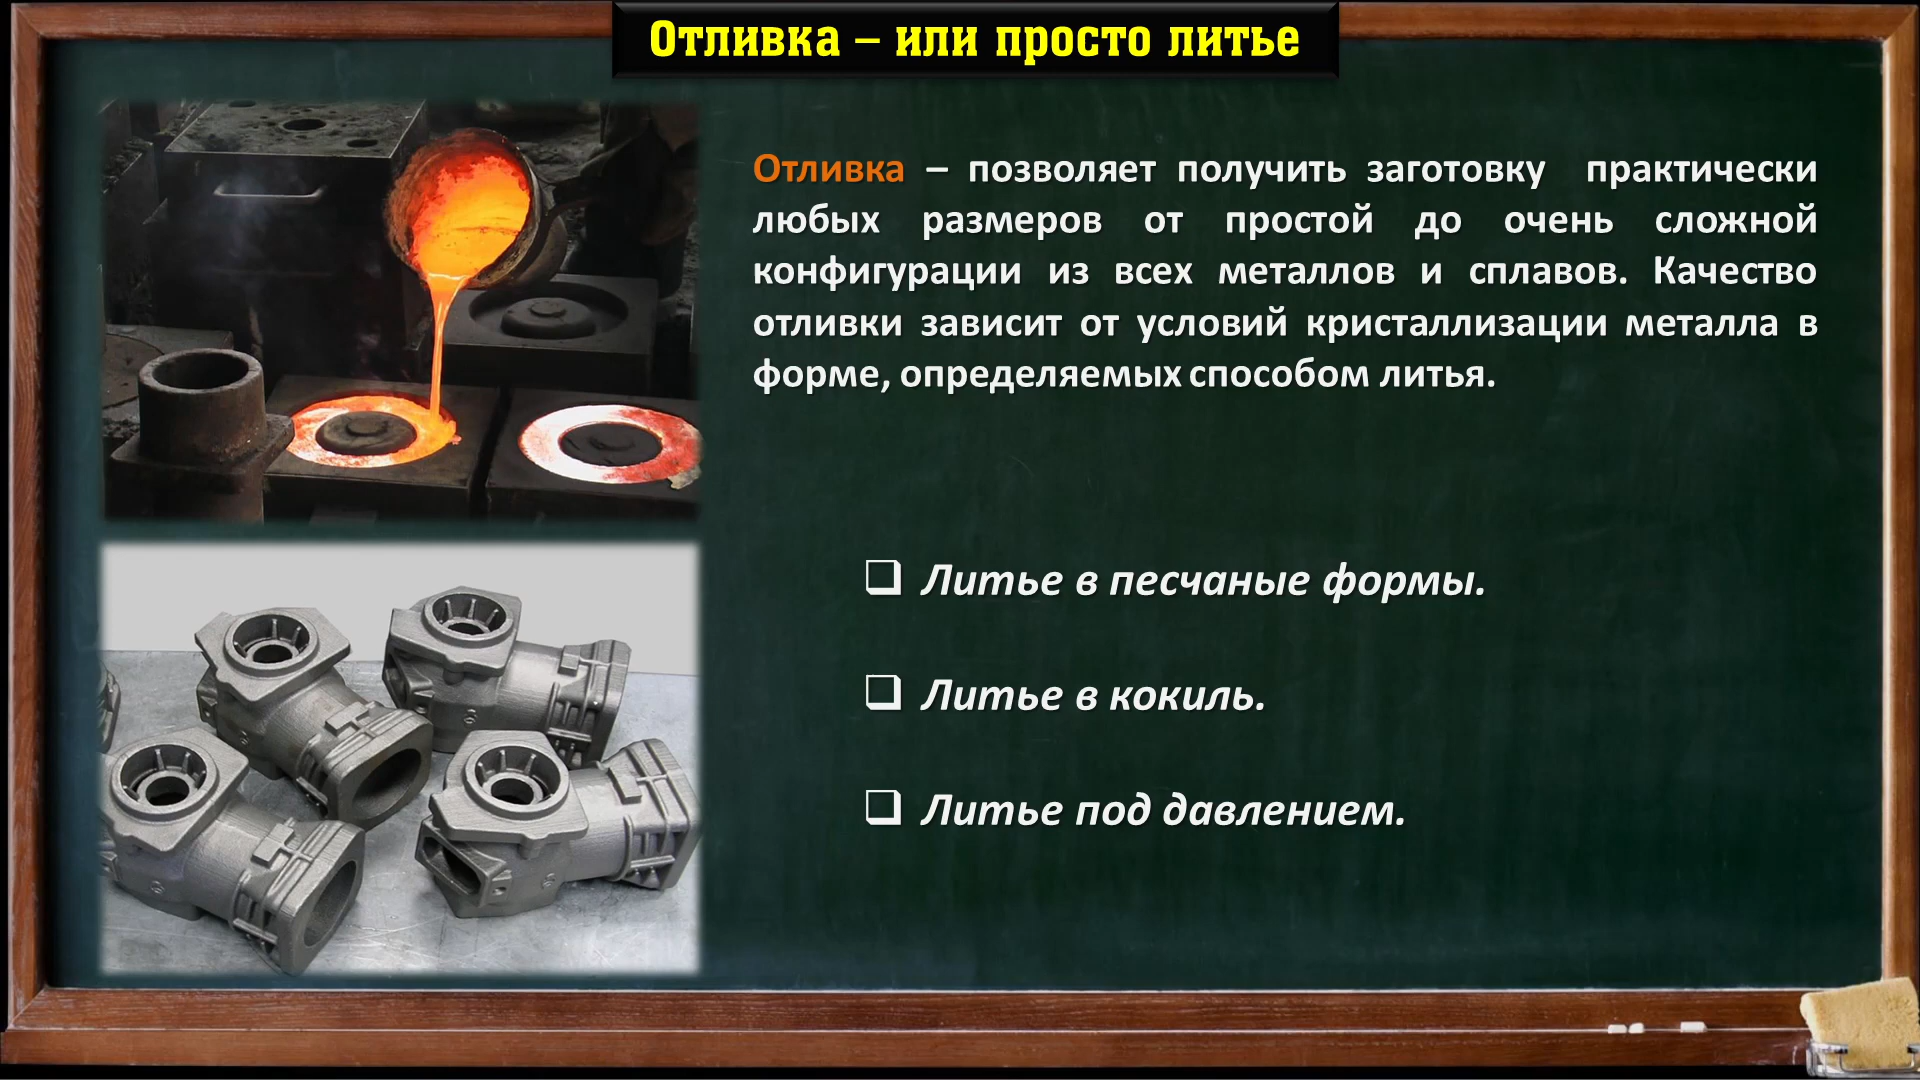 Отливка – или просто литье
Отливка – позволяет получить заготовку практически
любых размеров от простой до очень сложной
конфигурации из всех металлов и сплавов. Качество
отливки зависит от условий кристаллизации металла в
форме, определяемых способом литья.
❑ Литье в песчаные формы.
❑ Литье в кокиль.
❑ Литье под давлением.